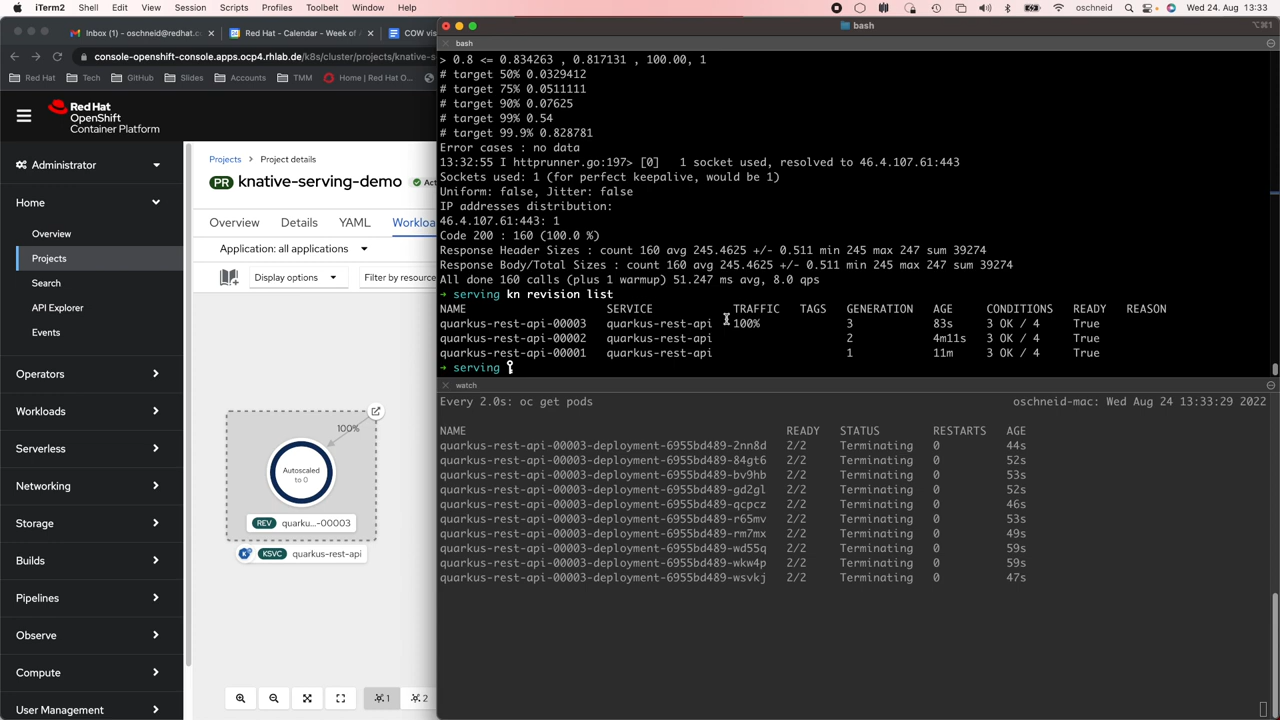 iTerm2 Shell Edit View Session Scripts Profiles Toolbelt Window Help
oschneid Wed 24. Aug 13:33
Inbox (1) - oschneid@redhat.c
Red Hat - Calendar - Week of
COW vis
console-openshift-console.apps.ocp4.rhlab.de/k8s/cluster/projects/knative-s
Red Hat Tech GitHub Slides Accounts TMM Home | Red Hat O...
Red Hat
OpenShift
Container Platform
Administrator
Home
Overview
Projects
Search
API Explorer
Events
Operators
Workloads
Serverless
Networking
Storage
Builds
Pipelines
Observe
Compute
User Management
Projects > Project details
PR knative-serving-demo
Overview Details YAML Workloa
Application: all applications
Display options
Filter by resource
100%
Autoscaled
to 0
REV quarku...-00003
KSVC quarkus-rest-api
1 2
bash
⌥⌘1
bash
> 0.8 <= 0.834263 , 0.817131 , 100.00, 1
# target 50% 0.0329412
# target 75% 0.0511111
# target 90% 0.07625
# target 99% 0.54
# target 99.9% 0.828781
Error cases : no data
13:32:55 I httprunner.go:197> [0] 1 socket used, resolved to 46.4.107.61:443
Sockets used: 1 (for perfect keepalive, would be 1)
Uniform: false, Jitter: false
IP addresses distribution:
46.4.107.61:443: 1
Code 200 : 160 (100.0 %)
Response Header Sizes : count 160 avg 245.4625 +/- 0.511 min 245 max 247 sum 39274
Response Body/Total Sizes : count 160 avg 245.4625 +/- 0.511 min 245 max 247 sum 39274
All done 160 calls (plus 1 warmup) 51.247 ms avg, 8.0 qps
→ serving kn revision list
NAME SERVICE TRAFFIC TAGS GENERATION AGE CONDITIONS READY REASON
quarkus-rest-api-00003 quarkus-rest-api 100% 3 83s 3 OK / 4 True
quarkus-rest-api-00002 quarkus-rest-api 2 4m11s 3 OK / 4 True
quarkus-rest-api-00001 quarkus-rest-api 1 11m 3 OK / 4 True
→ serving
watch
Every 2.0s: oc get pods oschneid-mac: Wed Aug 24 13:33:29 2022
NAME READY STATUS RESTARTS AGE
quarkus-rest-api-00003-deployment-6955bd489-2nn8d 2/2 Terminating 0 44s
quarkus-rest-api-00003-deployment-6955bd489-84gt6 2/2 Terminating 0 52s
quarkus-rest-api-00003-deployment-6955bd489-bv9hb 2/2 Terminating 0 53s
quarkus-rest-api-00003-deployment-6955bd489-gd2gl 2/2 Terminating 0 52s
quarkus-rest-api-00003-deployment-6955bd489-qcpcz 2/2 Terminating 0 46s
quarkus-rest-api-00003-deployment-6955bd489-r65mv 2/2 Terminating 0 53s
quarkus-rest-api-00003-deployment-6955bd489-rm7mx 2/2 Terminating 0 49s
quarkus-rest-api-00003-deployment-6955bd489-wd55q 2/2 Terminating 0 59s
quarkus-rest-api-00003-deployment-6955bd489-wkw4p 2/2 Terminating 0 59s
quarkus-rest-api-00003-deployment-6955bd489-wsvkj 2/2 Terminating 0 47s